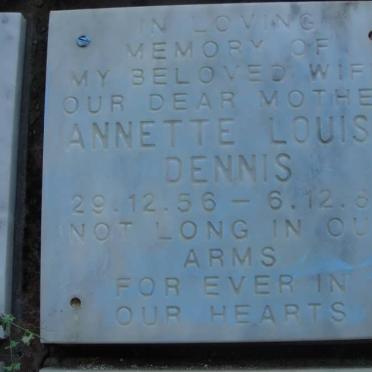 IN LOVING
MEMORY OF
MY BELOVED WIF
OUR DEAR MOTHE
ANNETTE LOUIS
DENNIS
29.12.56 - 6.12.8
NOT LONG IN OU
ARMS
FOR EVER IN
OUR HEARTS